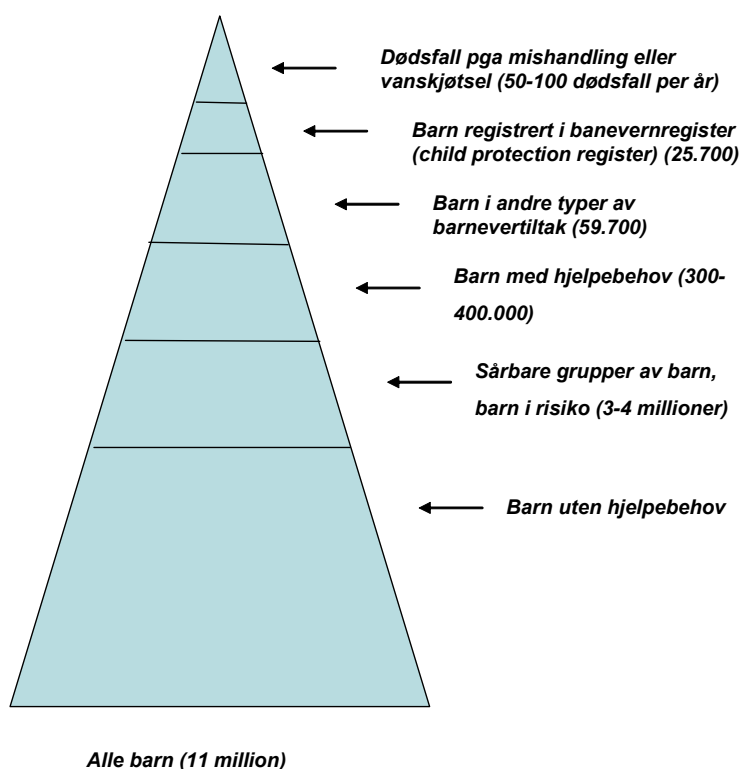 Dødsfall pga mishandling eller
vanskjøtsel (50-100 dødsfall per år)
Barn registrert i banevernregister
(child protection register) (25.700)
Barn i andre typer av
barnevertiltak (59.700)
Barn med hjelpebehov (300-
400.000)
Sårbare grupper av barn,
barn i risiko (3-4 millioner)
Barn uten hjelpebehov
Alle barn (11 million)